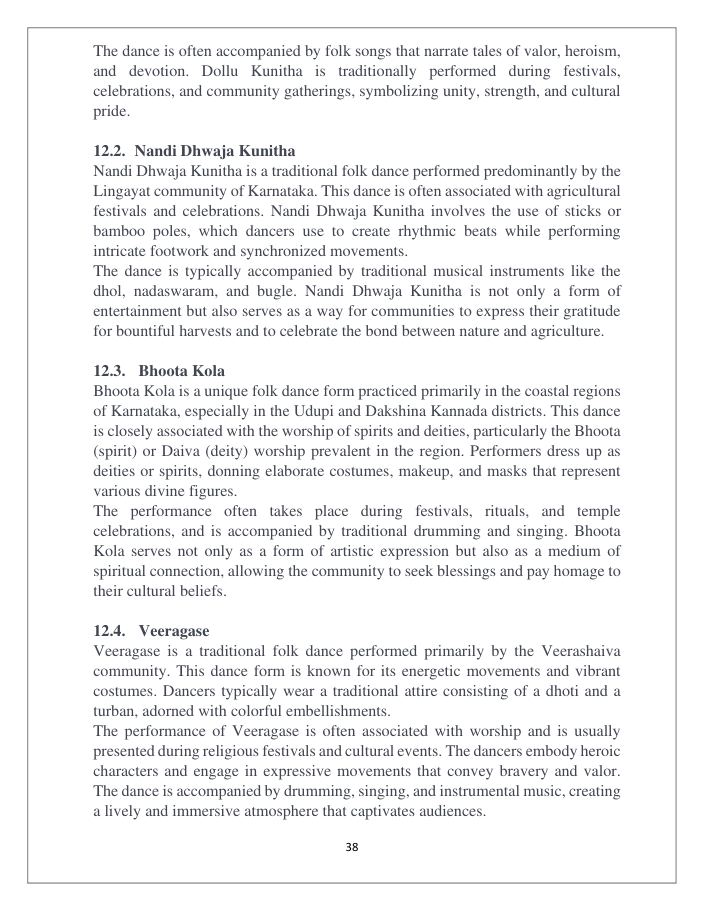 The dance is often accompanied by folk songs that narrate tales of valor, heroism,
and devotion. Dollu Kunitha is traditionally performed during festivals,
celebrations, and community gatherings, symbolizing unity, strength, and cultural
pride.
12.2. Nandi Dhwaja Kunitha
Nandi Dhwaja Kunitha is a traditional folk dance performed predominantly by the
Lingayat community of Karnataka. This dance is often associated with agricultural
festivals and celebrations. Nandi Dhwaja Kunitha involves the use of sticks or
bamboo poles, which dancers use to create rhythmic beats while performing
intricate footwork and synchronized movements.
The dance is typically accompanied by traditional musical instruments like the
dhol, nadaswaram, and bugle. Nandi Dhwaja Kunitha is not only a form of
entertainment but also serves as a way for communities to express their gratitude
for bountiful harvests and to celebrate the bond between nature and agriculture.
12.3. Bhoota Kola
Bhoota Kola is a unique folk dance form practiced primarily in the coastal regions
of Karnataka, especially in the Udupi and Dakshina Kannada districts. This dance
is closely associated with the worship of spirits and deities, particularly the Bhoota
(spirit) or Daiva (deity) worship prevalent in the region. Performers dress up as
deities or spirits, donning elaborate costumes, makeup, and masks that represent
various divine figures.
The performance often takes place during festivals, rituals, and temple
celebrations, and is accompanied by traditional drumming and singing. Bhoota
Kola serves not only as a form of artistic expression but also as a medium of
spiritual connection, allowing the community to seek blessings and pay homage to
their cultural beliefs.
12.4. Veeragase
Veeragase is a traditional folk dance performed primarily by the Veerashaiva
community. This dance form is known for its energetic movements and vibrant
costumes. Dancers typically wear a traditional attire consisting of a dhoti and a
turban, adorned with colorful embellishments.
The performance of Veeragase is often associated with worship and is usually
presented during religious festivals and cultural events. The dancers embody heroic
characters and engage in expressive movements that convey bravery and valor.
The dance is accompanied by drumming, singing, and instrumental music, creating
a lively and immersive atmosphere that captivates audiences.
38